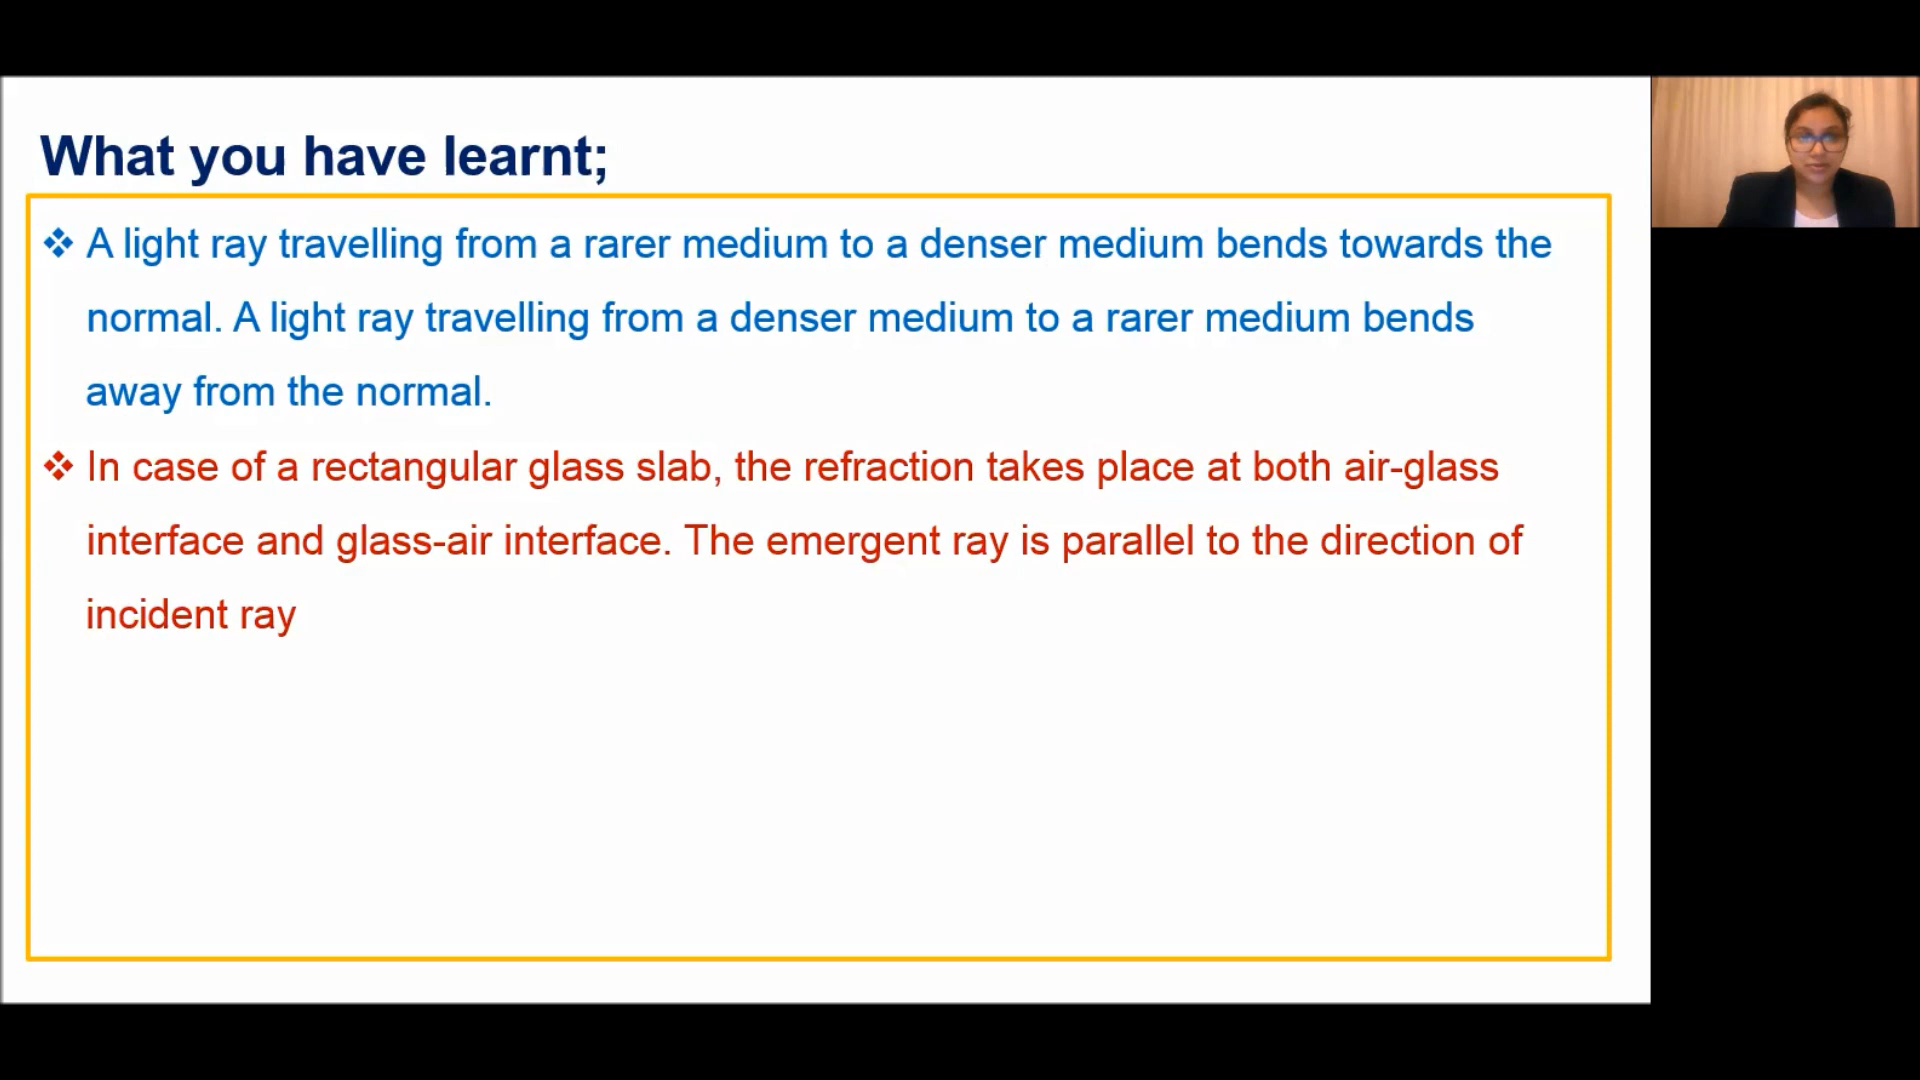 What you have learnt;
❖ A light ray travelling from a rarer medium to a denser medium bends towards the
normal. A light ray travelling from a denser medium to a rarer medium bends
away from the normal.
❖ In case of a rectangular glass slab, the refraction takes place at both air-glass
interface and glass-air interface. The emergent ray is parallel to the direction of
incident ray